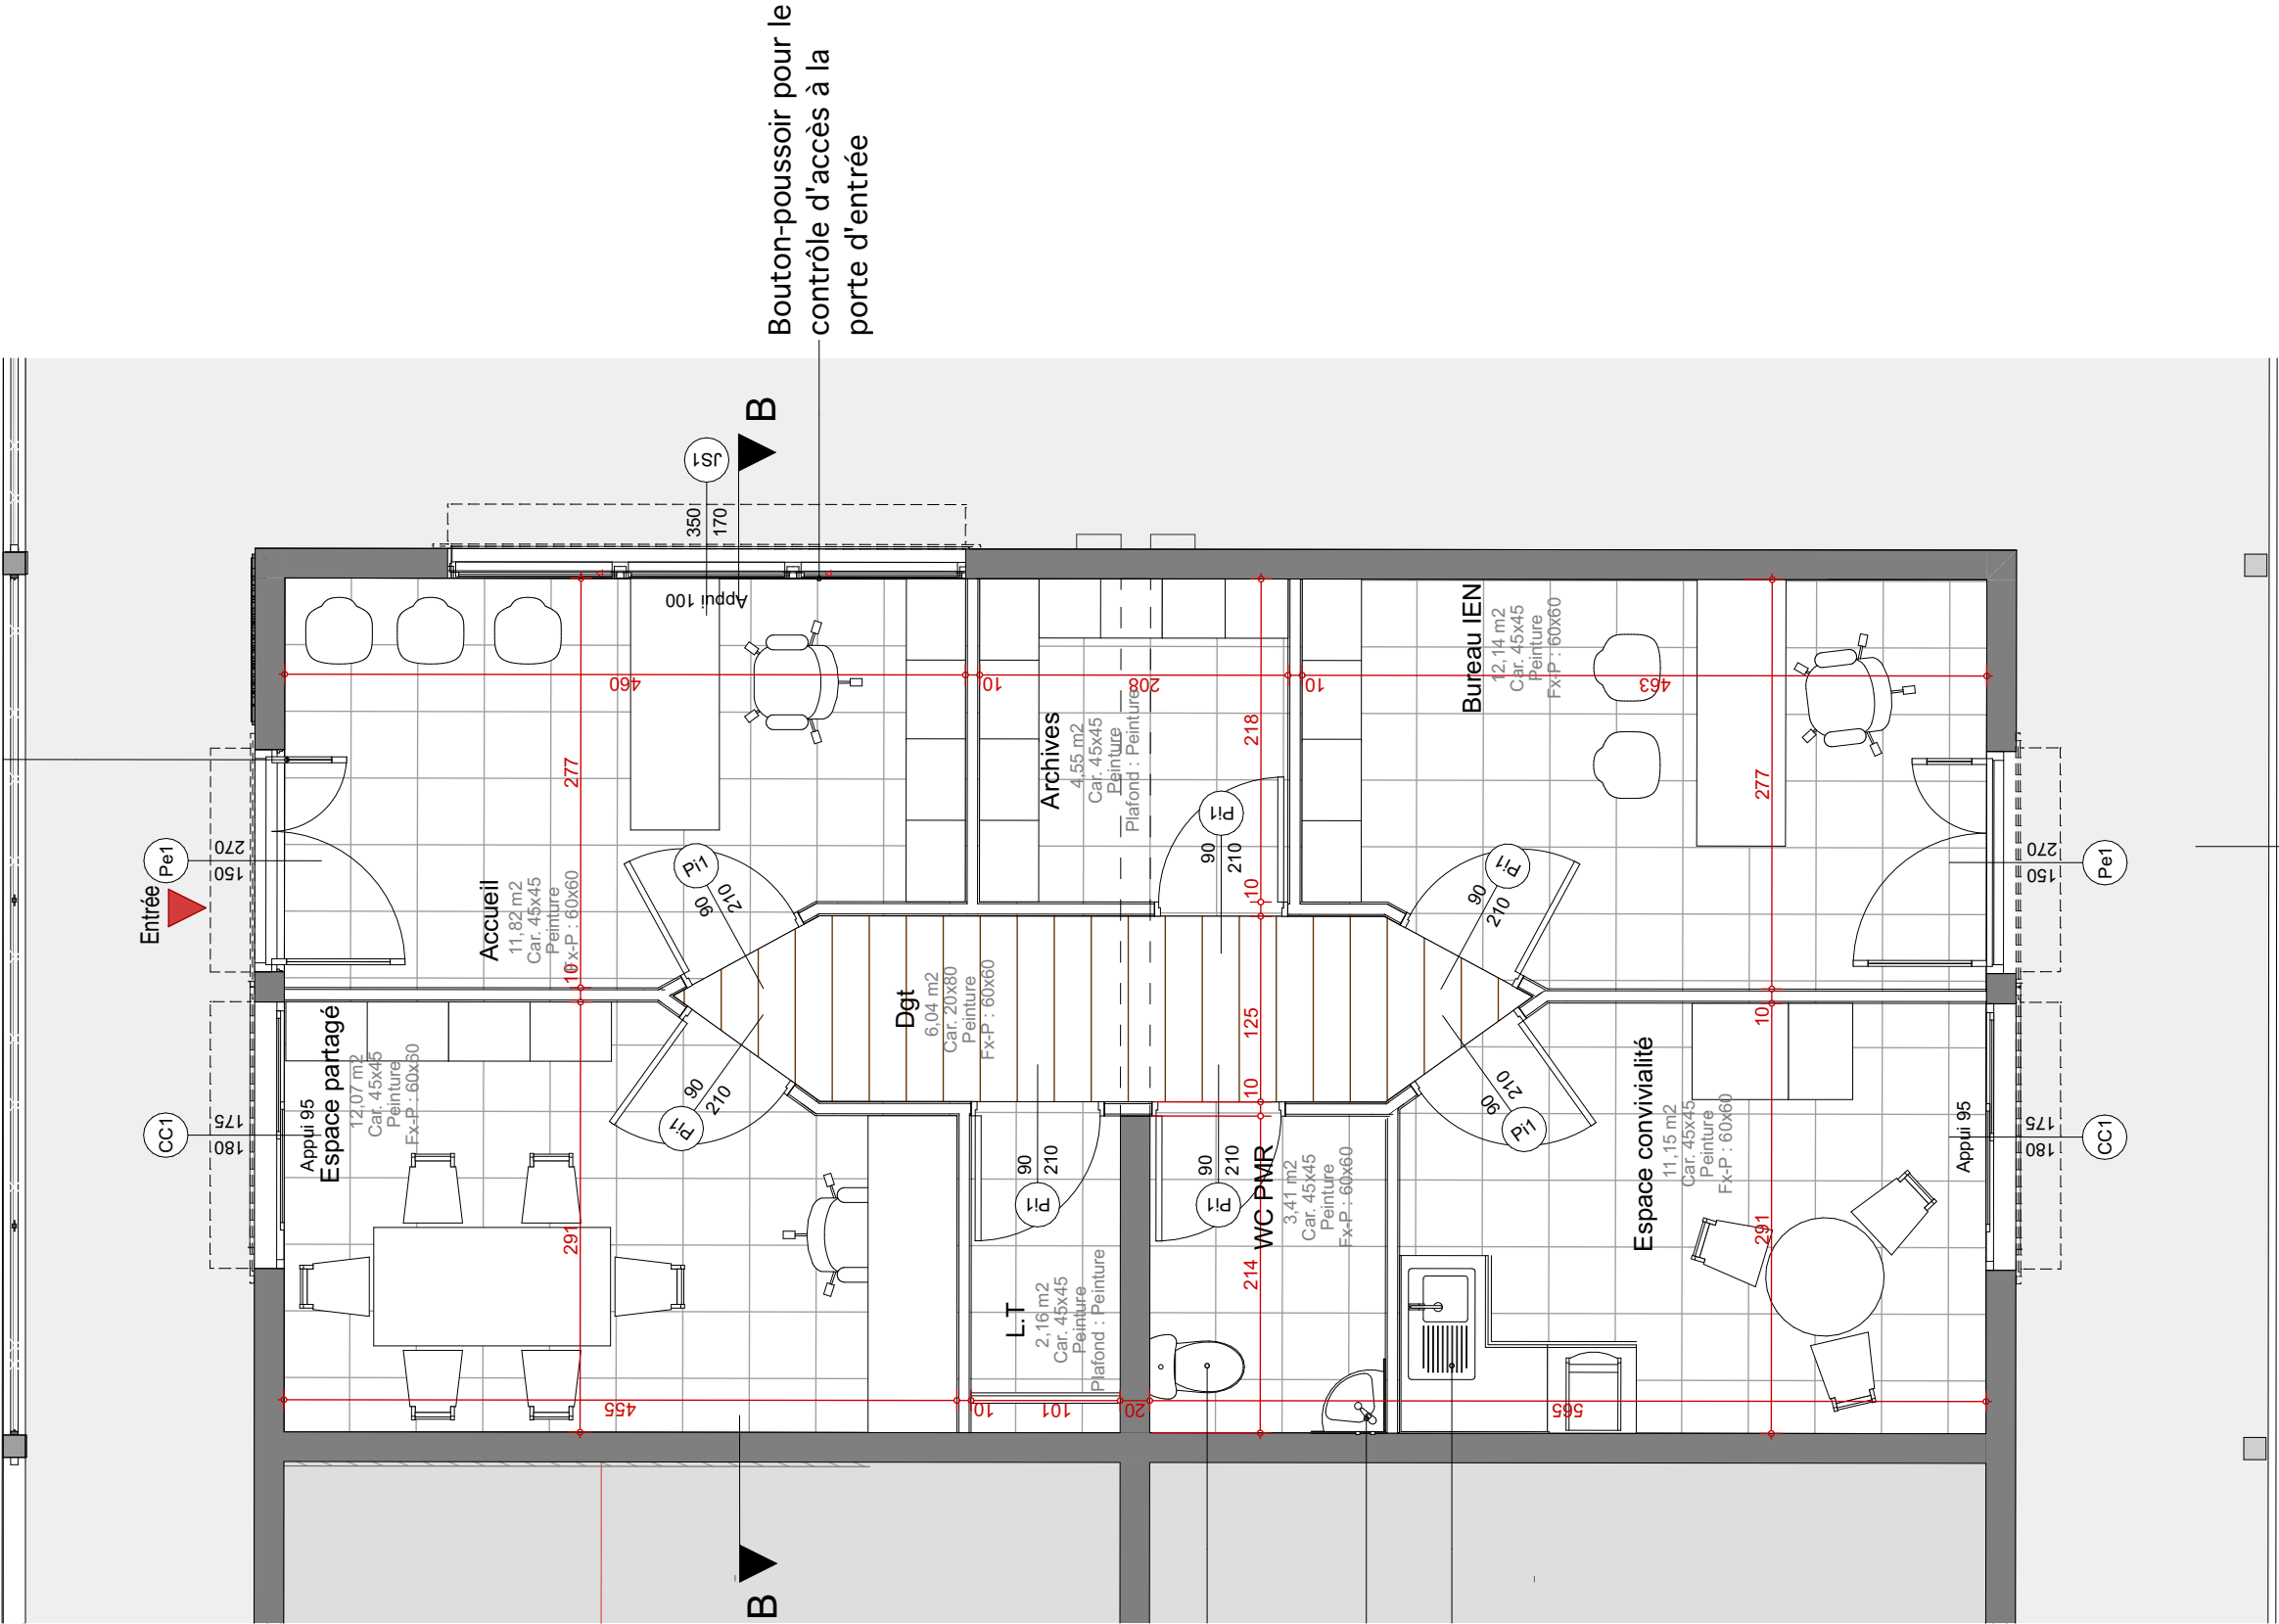 Bouton-poussoir pour le
contrôle d'accès à la
porte d'entrée
B
JS1
350
170
Appui 100
Entrée
Pe1
270
150
CC1
175
180
Appui 95
Accueil
11,82 m2
Car. 45x45
Peinture
Fx-P : 60x60
Espace partagé
12,07 m2
Car. 45x45
Peinture
Fx-P : 60x60
Archives
4,55 m2
Car. 45x45
Peinture
Plafond : Peinture
Bureau IEN
12,14 m2
Car. 45x45
Peinture
Fx-P : 60x60
Dgt
6,04 m2
Car. 20x80
Peinture
Fx-P : 60x60
L.T
2,16 m2
Car. 45x45
Peinture
Plafond : Peinture
WC PMR
3,41 m2
Car. 45x45
Peinture
Fx-P : 60x60
Espace convivialité
11,15 m2
Car. 45x45
Peinture
Fx-P : 60x60
Appui 95
Pi1
90
210
Pi1
90
210
Pi1
90
210
Pi1
90
210
Pi1
90
210
Pi1
90
210
Pi1
90
210
460
10
208
10
463
277
10
291
218
10
125
10
214
277
10
291
455
10
101
20
565
Pe1
270
150
CC1
175
180
B